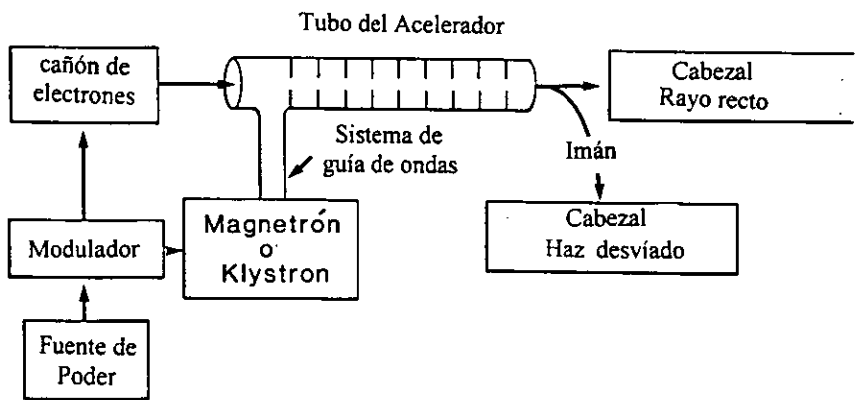 Tubo del Acelerador
cañón de
electrones
Cabezal
Rayo recto
Sistema de
guía de ondas
Imán
Magnetrón
o
Klystron
Modulador
Cabezal
Haz desvíado
Fuente de
Poder